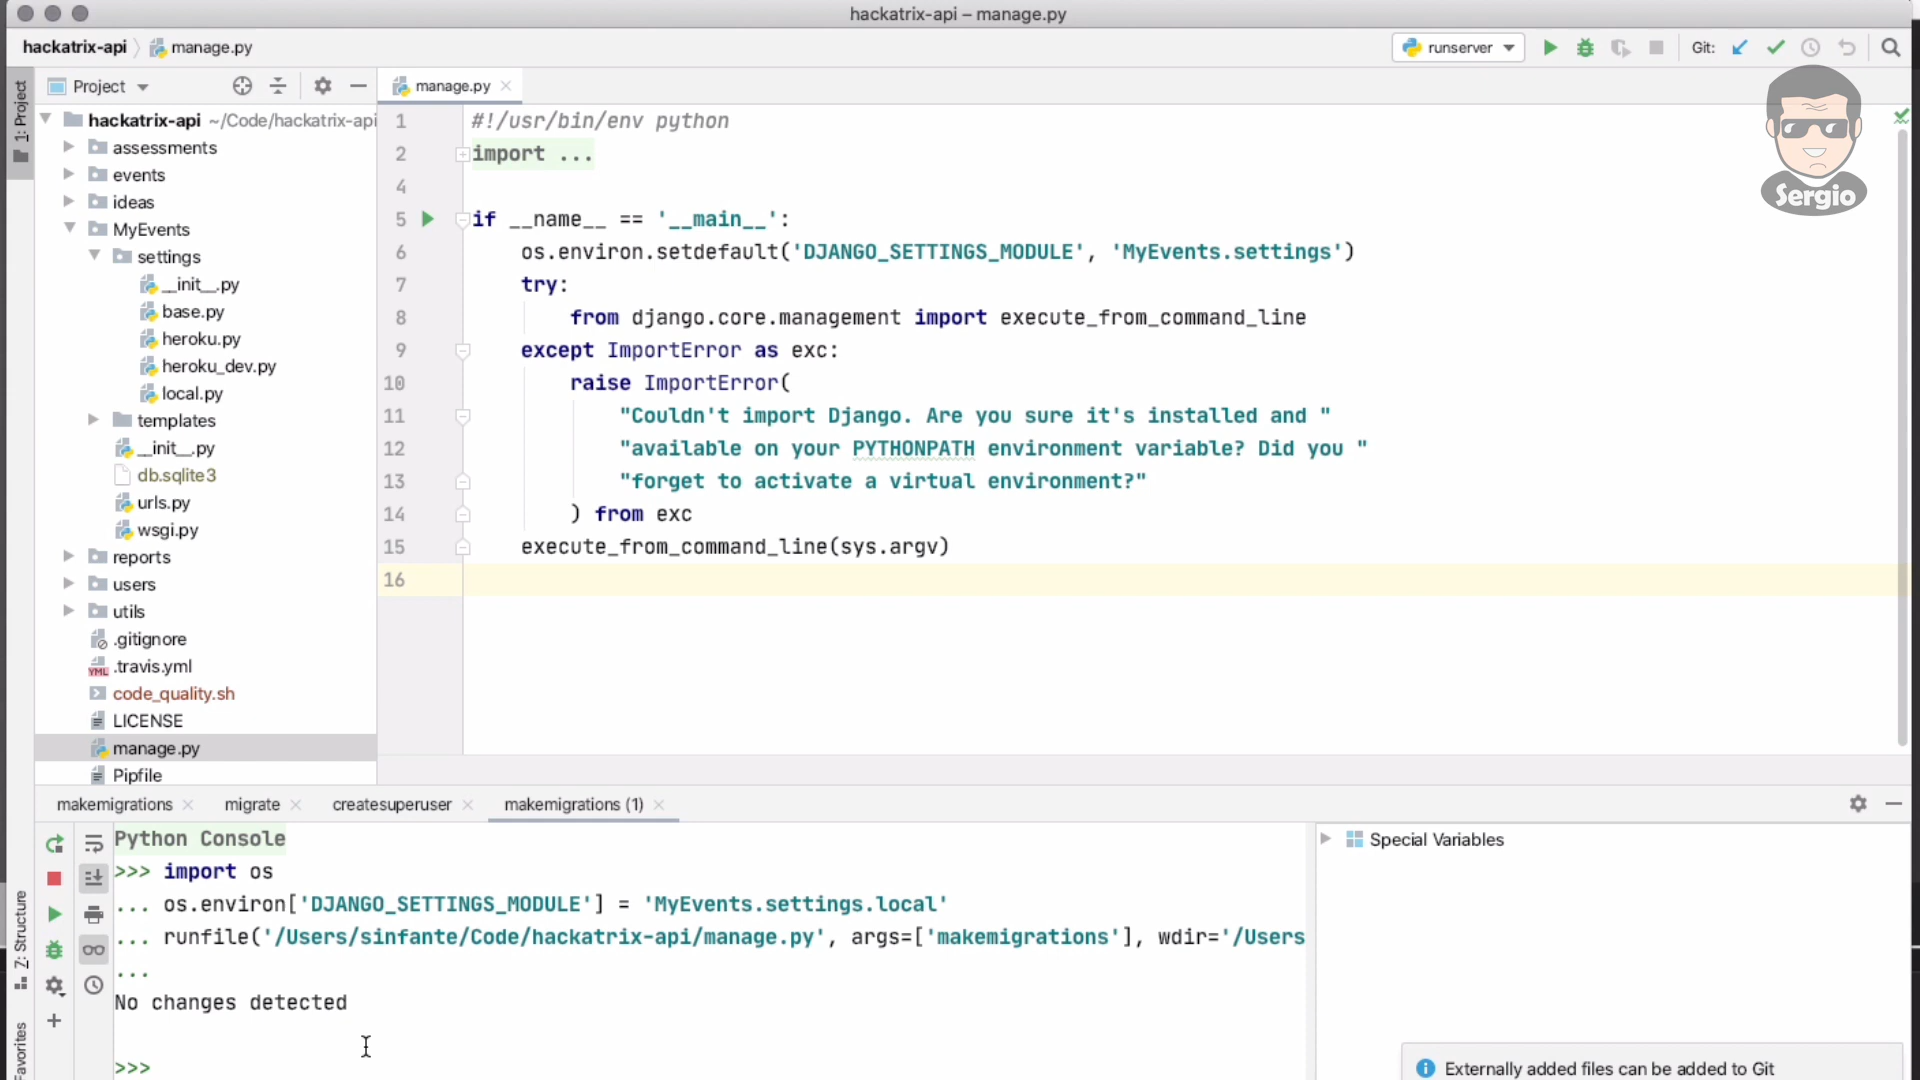 hackatrix-api – manage.py
hackatrix-api manage.py
runserver
Git:
1: Project
Project
manage.py
hackatrix-api ~/Code/hackatrix-api
assessments
events
ideas
MyEvents
settings
__init__.py
base.py
heroku.py
heroku_dev.py
local.py
templates
__init__.py
db.sqlite3
urls.py
wsgi.py
reports
users
utils
.gitignore
.travis.yml
code_quality.sh
LICENSE
manage.py
Pipfile
1 #!/usr/bin/env python
2 import ...
4
5 if __name__ == '__main__':
6 os.environ.setdefault('DJANGO_SETTINGS_MODULE', 'MyEvents.settings')
7 try:
8 from django.core.management import execute_from_command_line
9 except ImportError as exc:
10 raise ImportError(
11 "Couldn't import Django. Are you sure it's installed and "
12 "available on your PYTHONPATH environment variable? Did you "
13 "forget to activate a virtual environment?"
14 ) from exc
15 execute_from_command_line(sys.argv)
16
Sergio
makemigrations migrate createsuperuser makemigrations (1)
Z: Structure
Favorites
Python Console
>>> import os
... os.environ['DJANGO_SETTINGS_MODULE'] = 'MyEvents.settings.local'
... runfile('/Users/sinfante/Code/hackatrix-api/manage.py', args=['makemigrations'], wdir='/Users
...
No changes detected
>>>
Special Variables
Externally added files can be added to Git